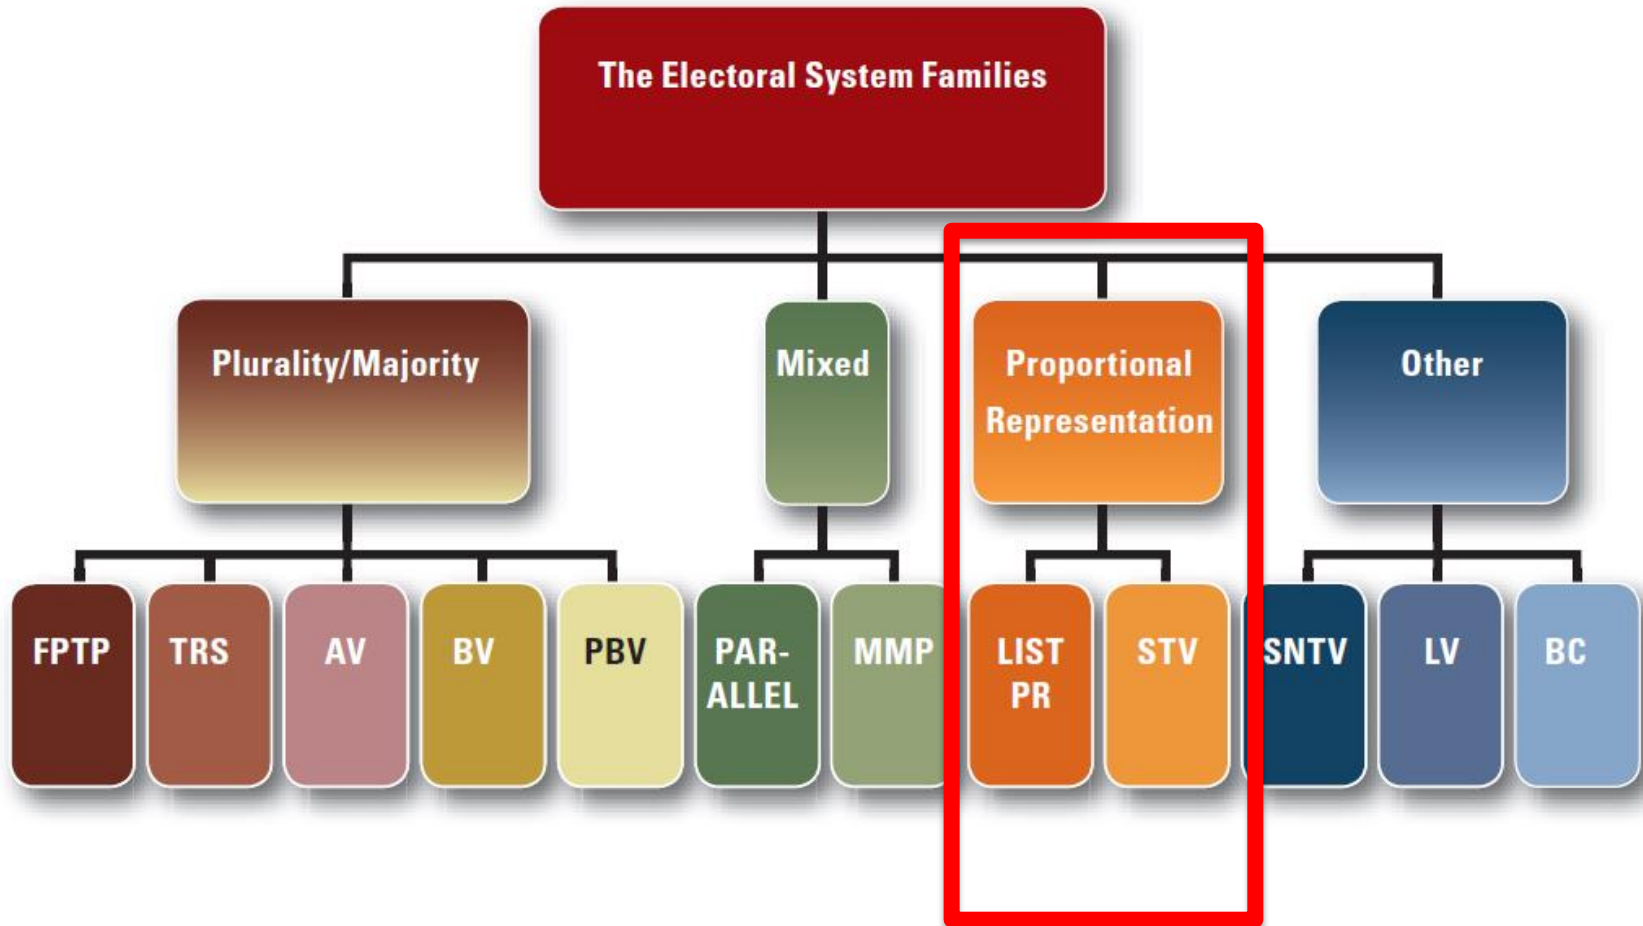 The Electoral System Families
Plurality/Majority
Mixed
Proportional
Representation
Other
FPTP
TRS
AV
BV
PBV
PAR-
ALLEL
MMP
LIST
PR
STV
SNTV
LV
BC